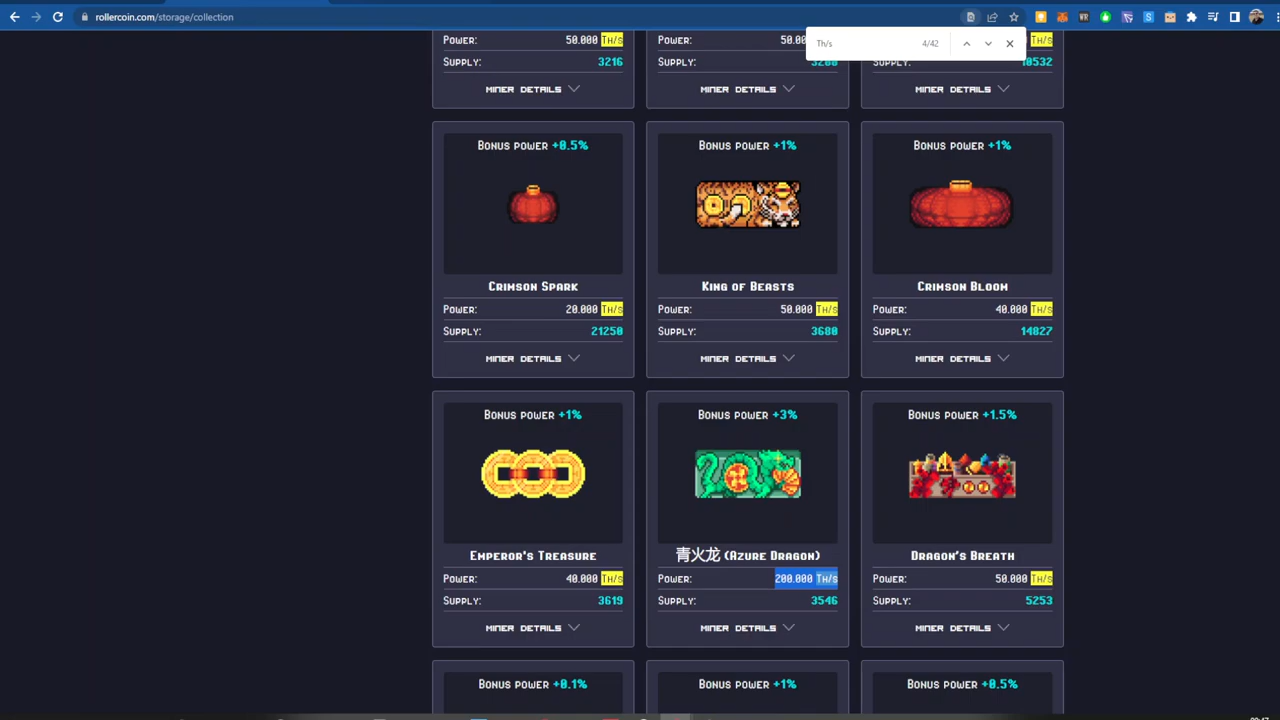 rollercoin.com/storage/collection
Th/s 4/42
Power: 50.000 Th/s
Power: 50.00
Th/s
Supply: 3216
Supply: 3288
Supply: 10532
Miner details
Miner details
Miner details
Bonus power +0.5%
Bonus power +1%
Bonus power +1%
Crimson Spark
King of Beasts
Crimson Bloom
Power: 20.000 Th/s
Power: 50.000 Th/s
Power: 40.000 Th/s
Supply: 21250
Supply: 3680
Supply: 14027
Miner details
Miner details
Miner details
Bonus power +1%
Bonus power +3%
Bonus power +1.5%
Emperor's Treasure
青火龙 (Azure Dragon)
Dragon's Breath
Power: 40.000 Th/s
Power: 200.000 Th/s
Power: 50.000 Th/s
Supply: 3619
Supply: 3546
Supply: 5253
Miner details
Miner details
Miner details
Bonus power +0.1%
Bonus power +1%
Bonus power +0.5%